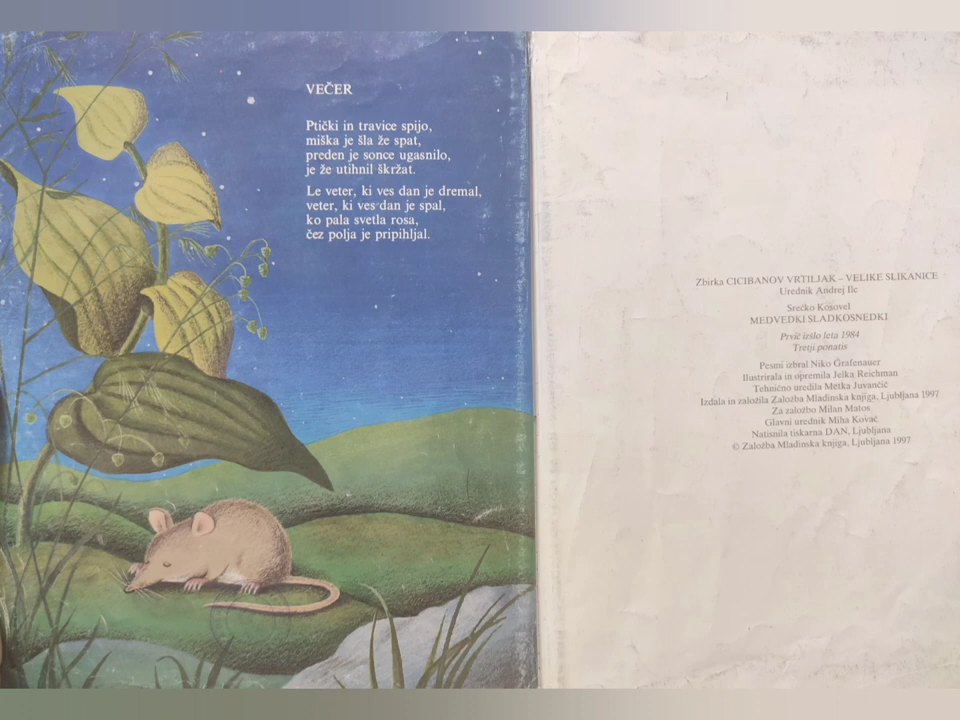 VEČER
Ptički in travice spijo,
miška je šla že spat,
preden je sonce ugasnilo,
je že utihnil škržat.
Le veter, ki ves dan je dremal,
veter, ki ves dan je spal,
ko pala svetla rosa,
čez polja je pripihljal.
Zbirka CICIBANOV VRTILJAK – VELIKE SLIKANICE
Urednik Andrej Ilc
Srečko Kosovel
MEDVEDKI SLADKOSNEDKI
Prvič izšlo leta 1984
Tretji ponatis
Pesmi izbral Niko Grafenauer
Ilustrirala in opremila Jelka Reichman
Tehnično uredila Metka Juvančič
Izdala in založila Založba Mladinska knjiga, Ljubljana 1997
Za založbo Milan Matos
Glavni urednik Miha Kovač
Natisnila tiskarna DAN, Ljubljana
© Založba Mladinska knjiga, Ljubljana 1997